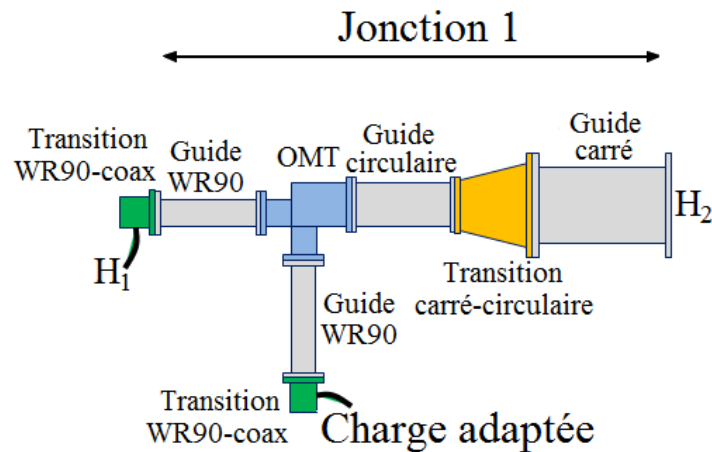 Jonction 1
Transition
WR90-coax
Guide
WR90
OMT
Guide
circulaire
Guide
carré
H1
H2
Transition
carré-circulaire
Guide
WR90
Transition
WR90-coax
Charge adaptée